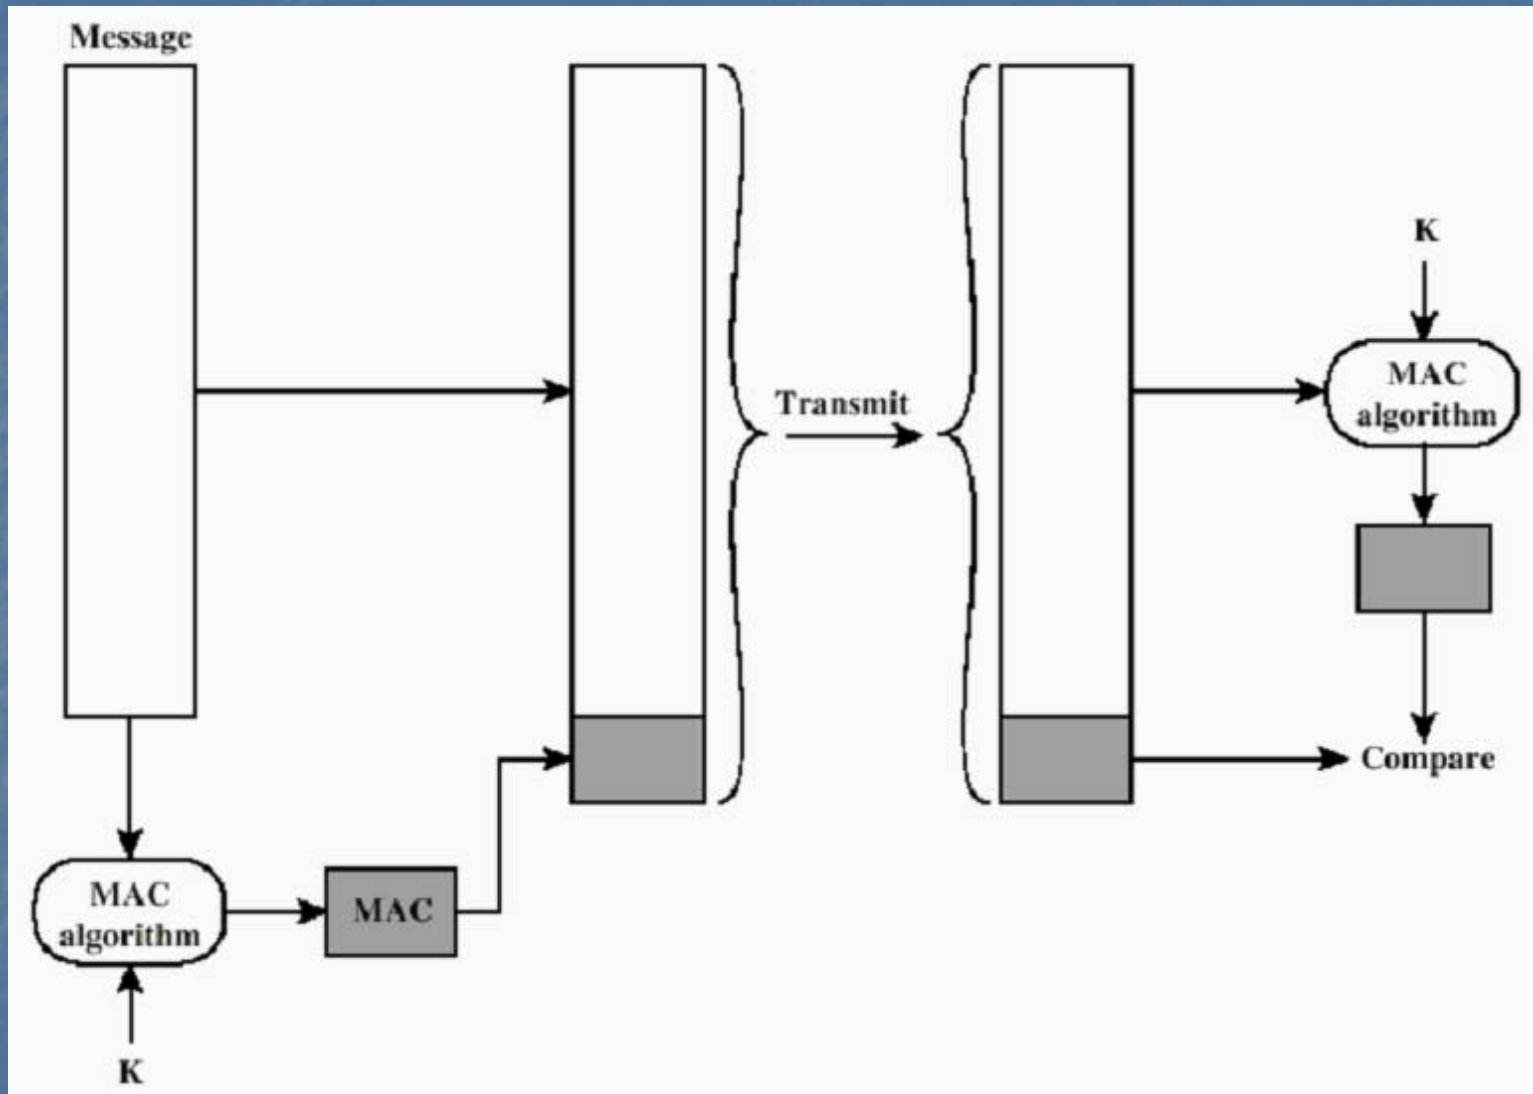 Message
K
MAC
algorithm
Transmit
Compare
MAC
algorithm
MAC
K